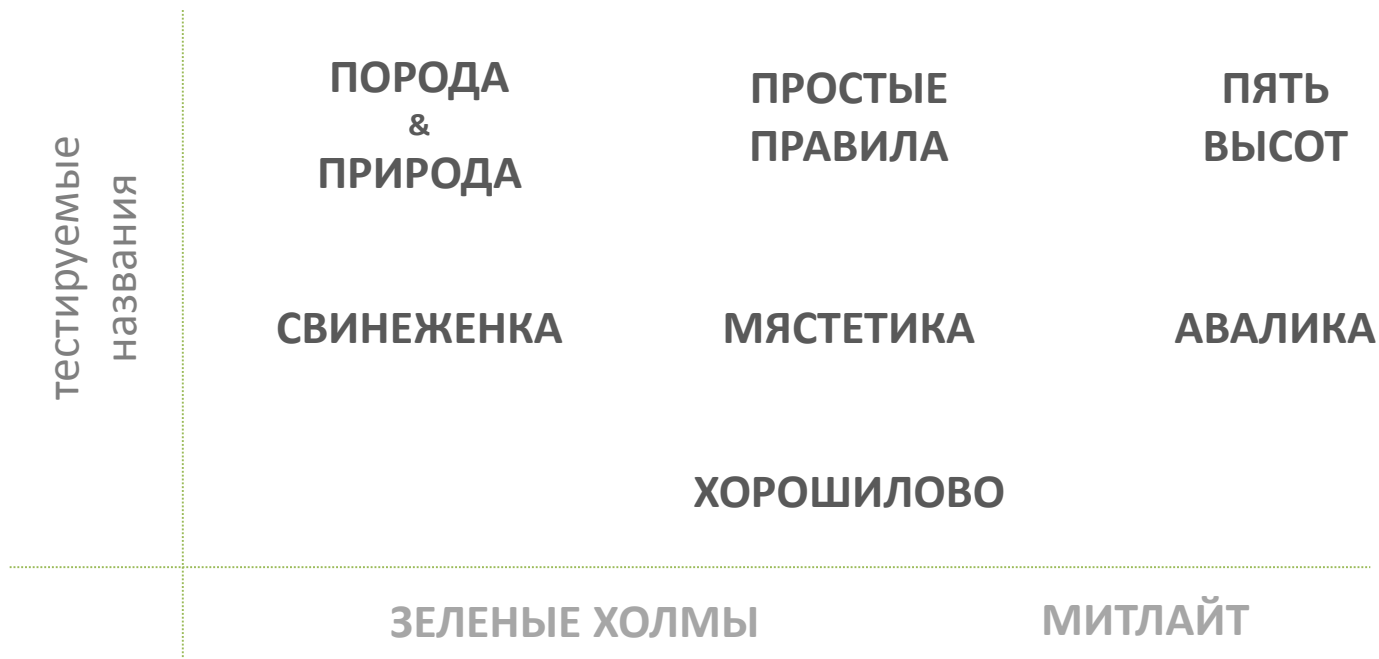 тестируемые
названия
ПОРОДА
&
ПРИРОДА
ПРОСТЫЕ
ПРАВИЛА
ПЯТЬ
ВЫСОТ
СВИНЕЖЕНКА
МЯСТЕТИКА
АВАЛИКА
ХОРОШИЛОВО
ЗЕЛЕНЫЕ ХОЛМЫ
МИТЛАЙТ